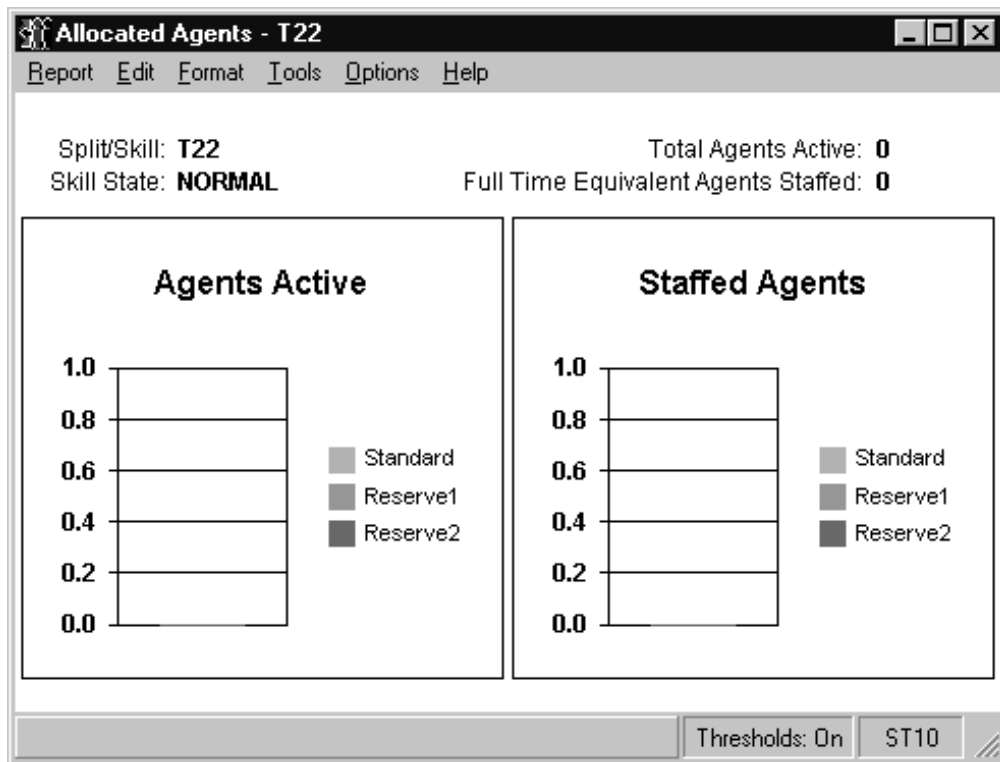 Allocated Agents - T22
Report Edit Format Tools Options Help
Split/Skill: T22
Total Agents Active: 0
Skill State: NORMAL
Full Time Equivalent Agents Staffed: 0
Agents Active
1.0
0.8
0.6
0.4
0.2
0.0
Standard
Reserve1
Reserve2
Staffed Agents
1.0
0.8
0.6
0.4
0.2
0.0
Standard
Reserve1
Reserve2
Thresholds: On
ST10